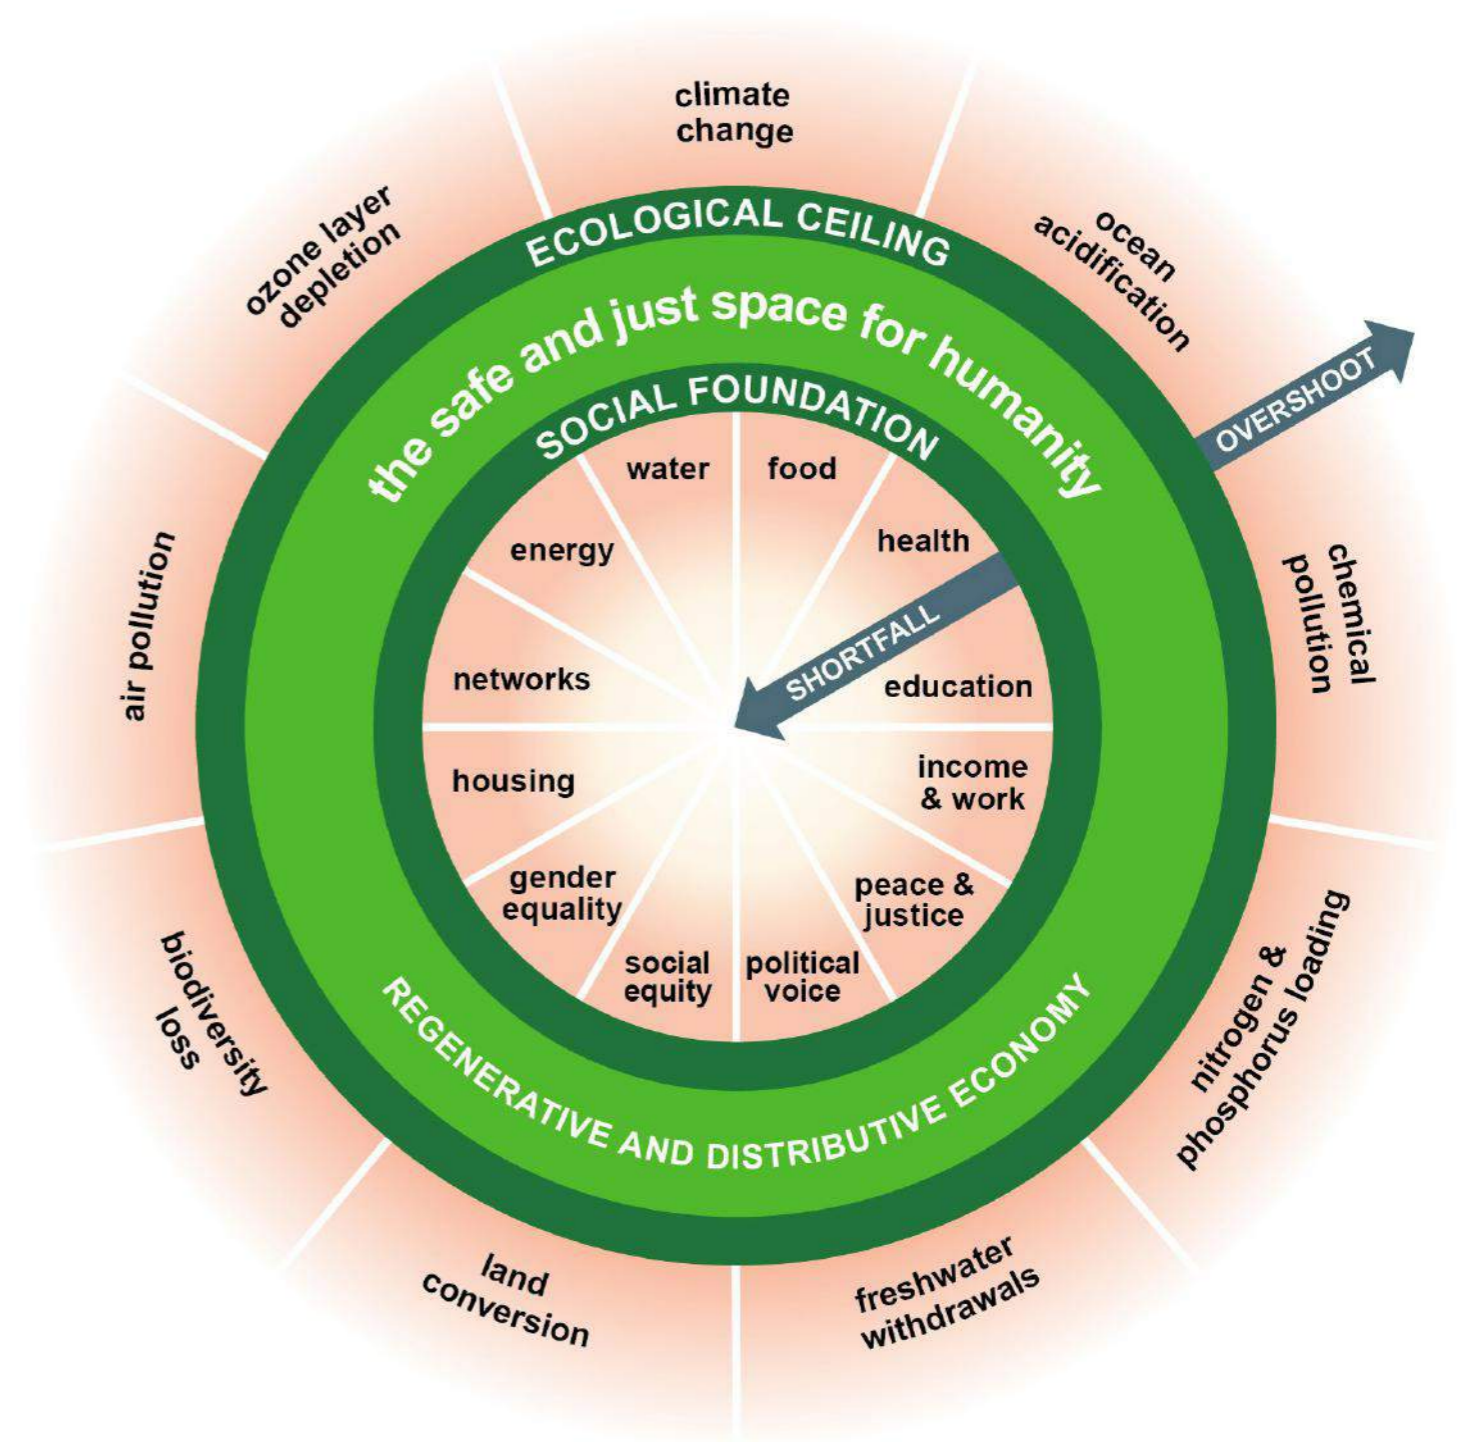 climate
change
ocean
acidification
OVERSHOOT
chemical
pollution
nitrogen &
phosphorus loading
freshwater
withdrawals
land
conversion
biodiversity
loss
air pollution
ozone layer
depletion
ECOLOGICAL CEILING
the safe and just space for humanity
SOCIAL FOUNDATION
water
food
health
SHORTFALL
education
income
& work
peace &
justice
political
voice
social
equity
gender
equality
housing
networks
energy
REGENERATIVE AND DISTRIBUTIVE ECONOMY